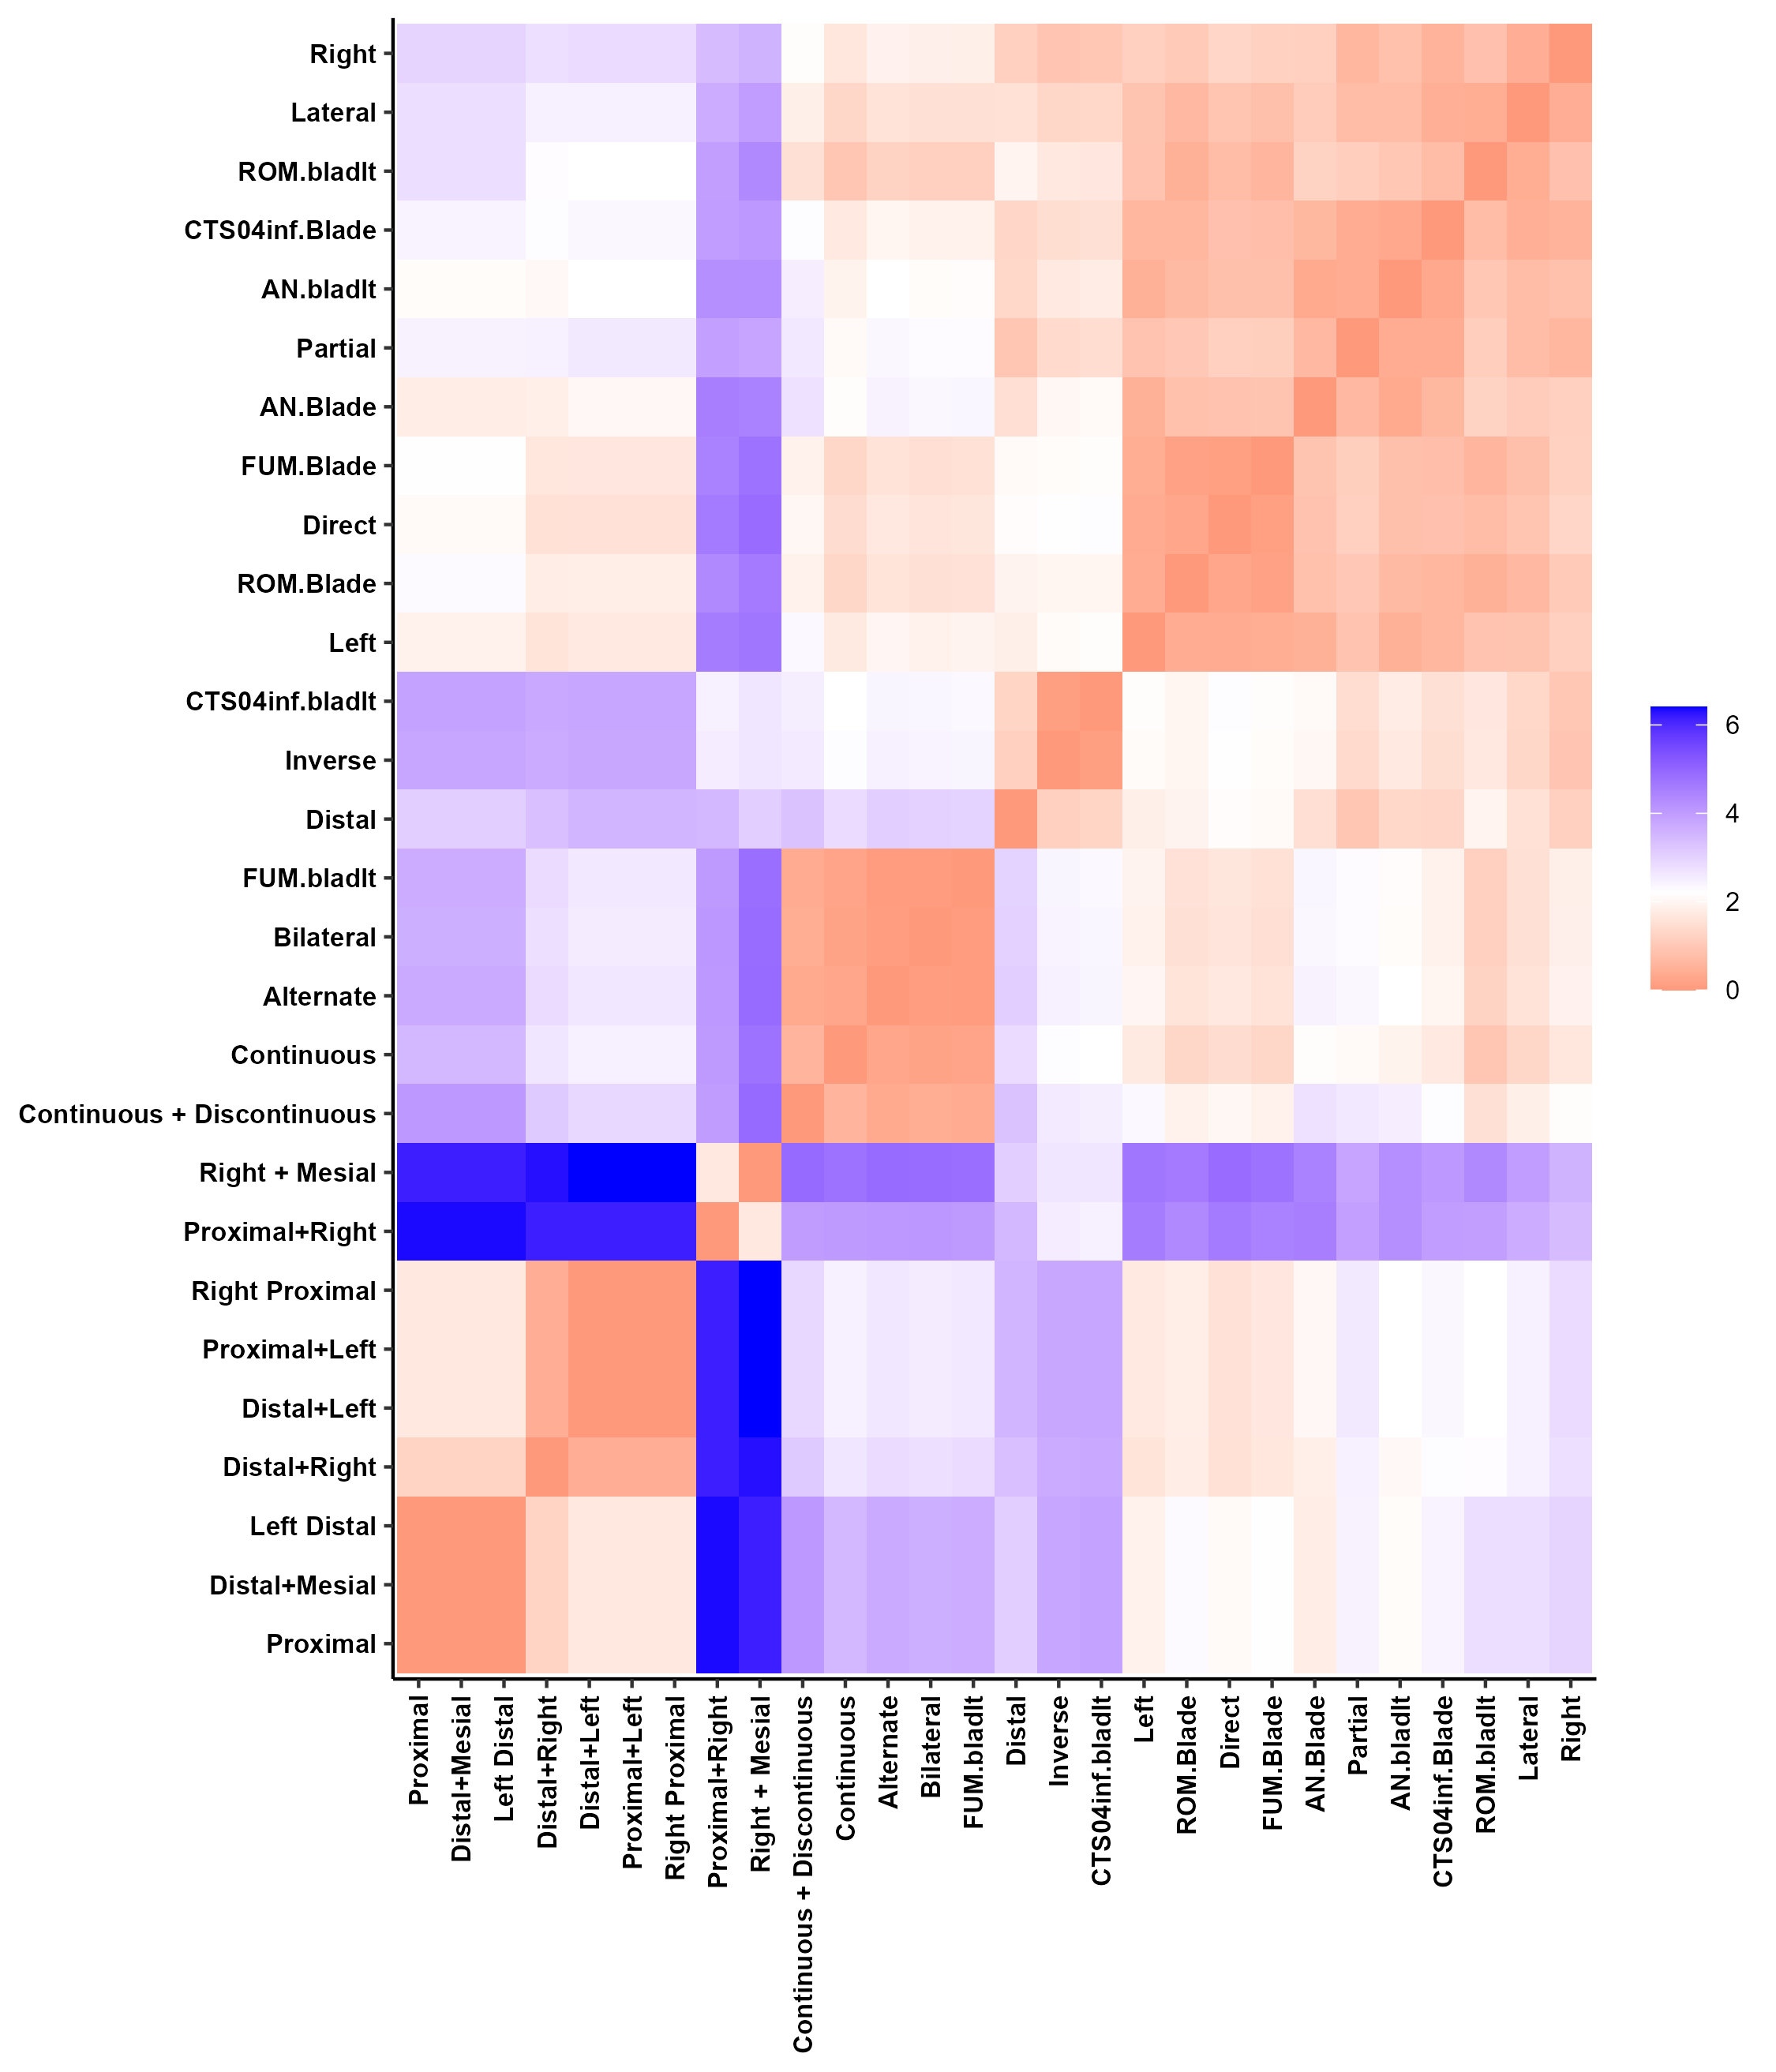 Right
Lateral
ROM.bladlt
CTS04inf.Blade
AN.bladlt
Partial
AN.Blade
FUM.Blade
Direct
ROM.Blade
Left
CTS04inf.bladlt
Inverse
Distal
FUM.bladlt
Bilateral
Alternate
Continuous
Continuous + Discontinuous
Right + Mesial
Proximal+Right
Right Proximal
Proximal+Left
Distal+Left
Distal+Right
Left Distal
Distal+Mesial
Proximal
Proximal
Distal+Mesial
Left Distal
Distal+Right
Distal+Left
Proximal+Left
Right Proximal
Proximal+Right
Right + Mesial
Continuous + Discontinuous
Continuous
Alternate
Bilateral
FUM.bladlt
Distal
Inverse
CTS04inf.bladlt
Left
ROM.Blade
Direct
FUM.Blade
AN.Blade
Partial
AN.bladlt
CTS04inf.Blade
ROM.bladlt
Lateral
Right
6
4
2
0